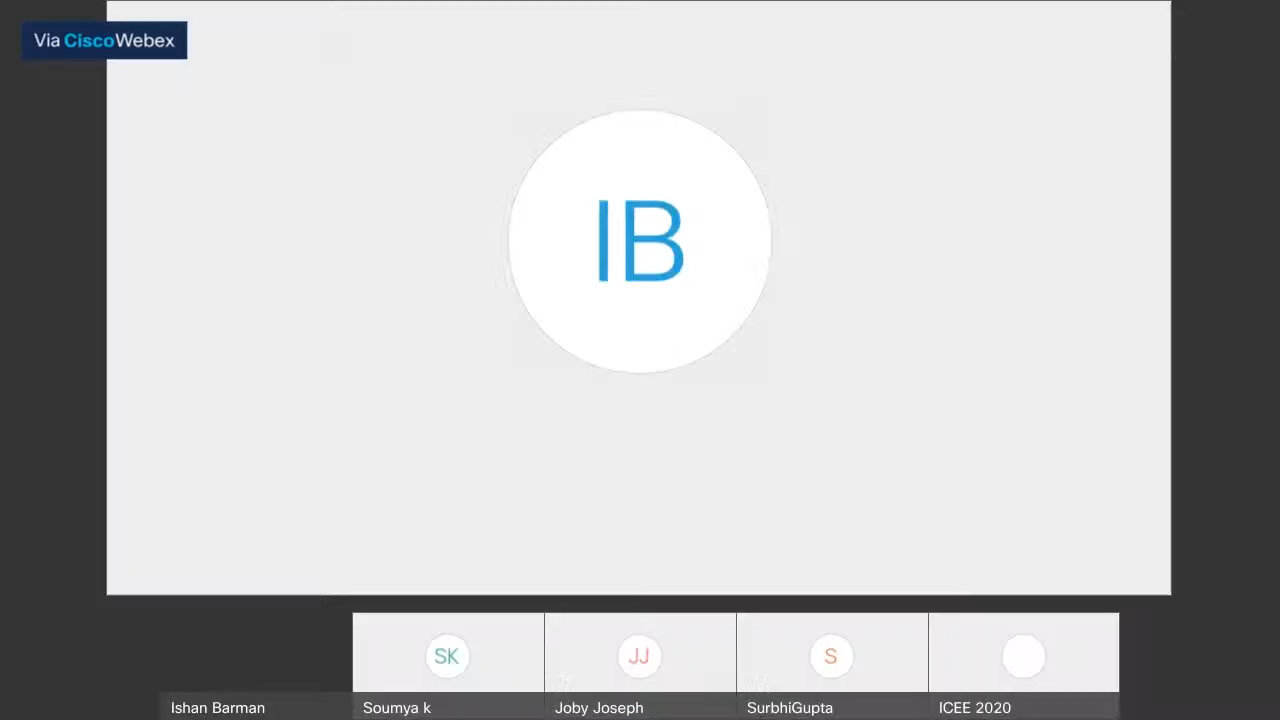 Via CiscoWebex
IB
SK
JJ
S
Ishan Barman
Soumya k
Joby Joseph
SurbhiGupta
ICEE 2020